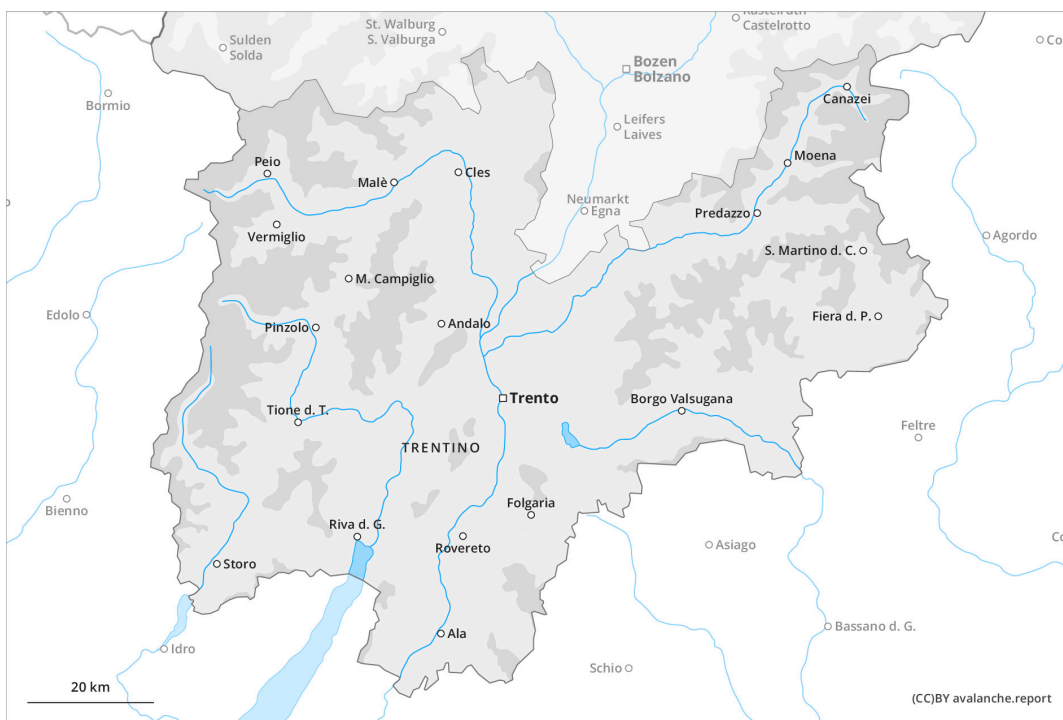 St. Walburg
S. Valburga
Kastelruth
Castelrotto
Sulden
Solda
Bozen
Bolzano
Bormio
Canazei
Leifers
Laives
Moena
Peio
Malè
Cles
Neumarkt
Egna
Predazzo
Vermiglio
S. Martino d. C.
Agordo
M. Campiglio
Edolo
Pinzolo
Andalo
Fiera d. P.
Trento
Borgo Valsugana
Tione d. T.
Feltre
TRENTINO
Bienno
Folgaria
Riva d. G.
Rovereto
Asiago
Storo
Ala
Bassano d. G.
Idro
Schio
20 km
(CC)BY avalanche.report